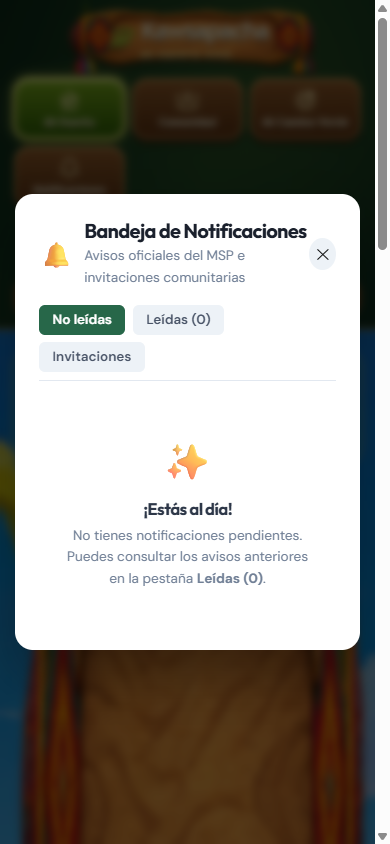 Bandeja de Notificaciones
Avisos oficiales del MSP e
invitaciones comunitarias
No leídas
Leídas (0)
Invitaciones
¡Estás al día!
No tienes notificaciones pendientes.
Puedes consultar los avisos anteriores
en la pestaña Leídas (0).